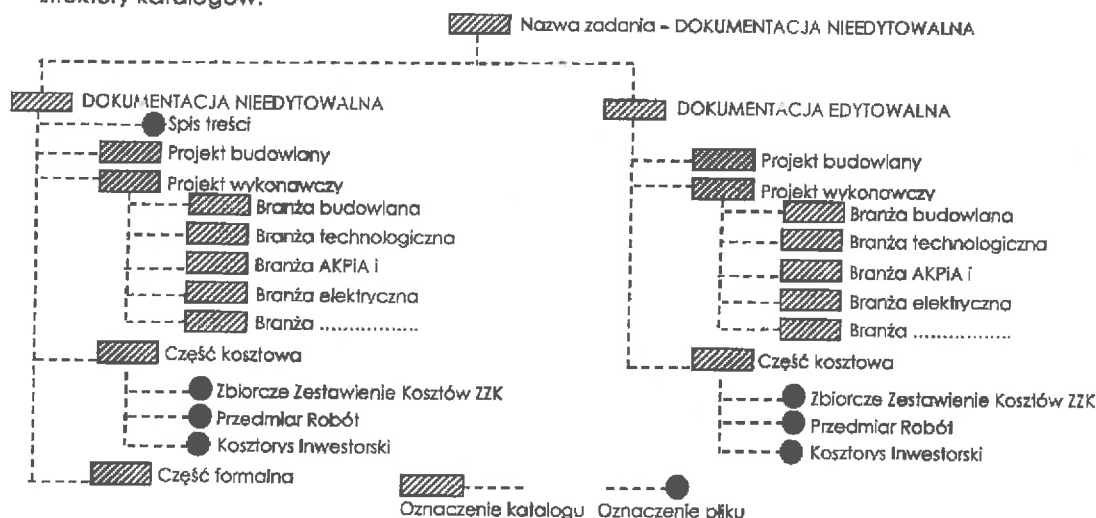 struktury katalogów:
Nazwa zadania – DOKUMENTACJA NIEEDYTOWALNA
DOKUMENTACJA NIEEDYTOWALNA
Spis treści
Projekt budowlany
Projekt wykonawczy
Branża budowlana
Branża technologiczna
Branża AKPiA i
Branża elektryczna
Branża .................
Część kosztowa
Zbiorcze Zestawienie Kosztów ZZK
Przedmiar Robót
Kosztorys Inwestorski
Część formalna
DOKUMENTACJA EDYTOWALNA
Projekt budowlany
Projekt wykonawczy
Branża budowlana
Branża technologiczna
Branża AKPiA i
Branża elektryczna
Branża .................
Część kosztowa
Zbiorcze Zestawienie Kosztów ZZK
Przedmiar Robót
Kosztorys Inwestorski
Oznaczenie katalogu
Oznaczenie pliku